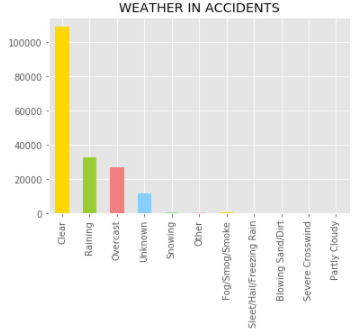 WEATHER IN ACCIDENTS
100000
80000
60000
40000
20000
0
Clear
Raining
Overcast
Unknown
Snowing
Other
Fog/Smog/Smoke
Sleet/Hail/Freezing Rain
Blowing Sand/Dirt
Severe Crosswind
Partly Cloudy